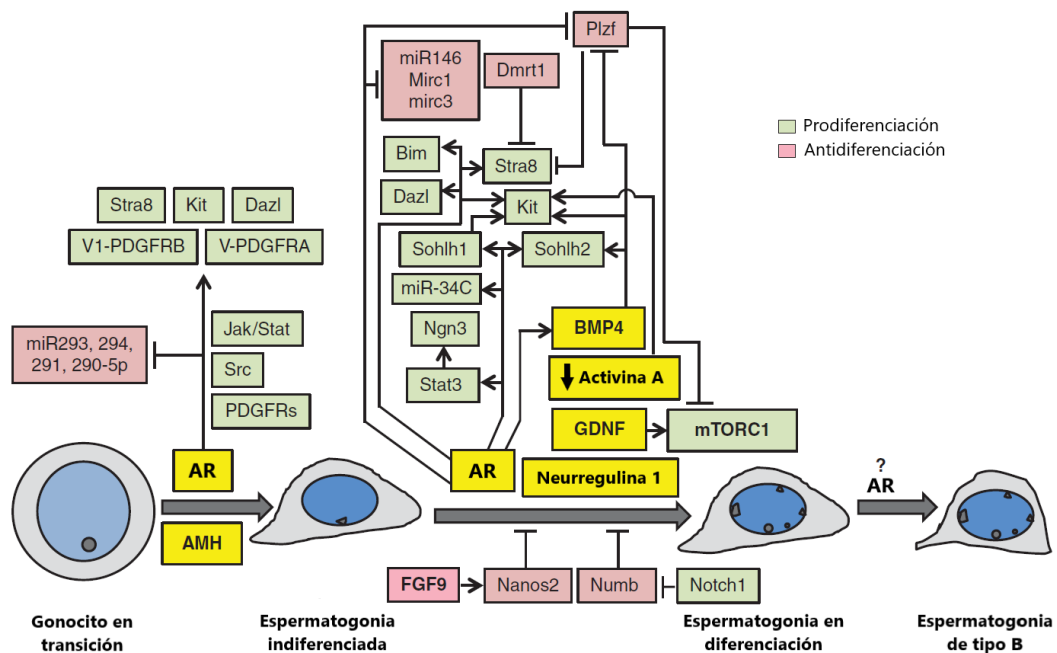 Plzf
miR146
Mirc1
mirc3
Dmrt1
Prodiferenciación
Antidiferenciación
Bim
Stra8
Dazl
Kit
Stra8
Kit
Dazl
V1-PDGFRB
V-PDGFRA
Sohlh1
Sohlh2
miR-34C
Ngn3
BMP4
Jak/Stat
miR293, 294,
291, 290-5p
Src
Stat3
Activina A
PDGFRs
GDNF
mTORC1
AR
AR
Neurregulina 1
?
AR
AMH
FGF9
Nanos2
Numb
Notch1
Gonocito en
transición
Espermatogonia
indiferenciada
Espermatogonia en
diferenciación
Espermatogonia
de tipo B